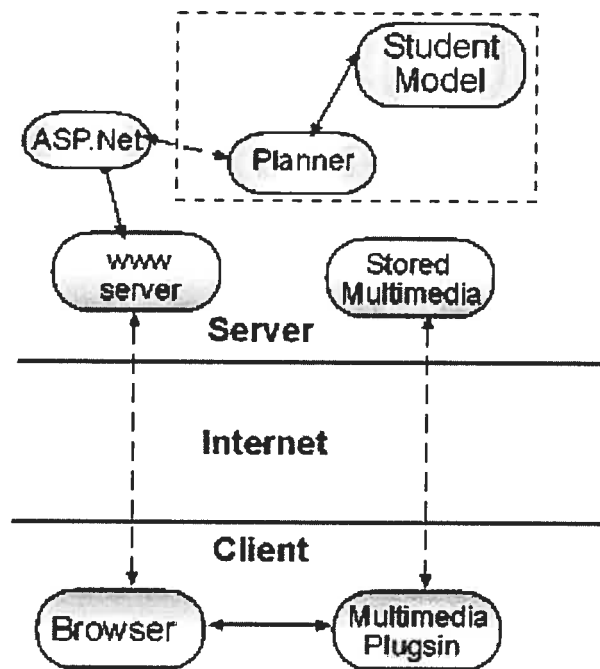 Student
Model
ASP.Net
Planner
www
server
Stored
Multimedia
Server
Internet
Client
Browser
Multimedia
Plugsin